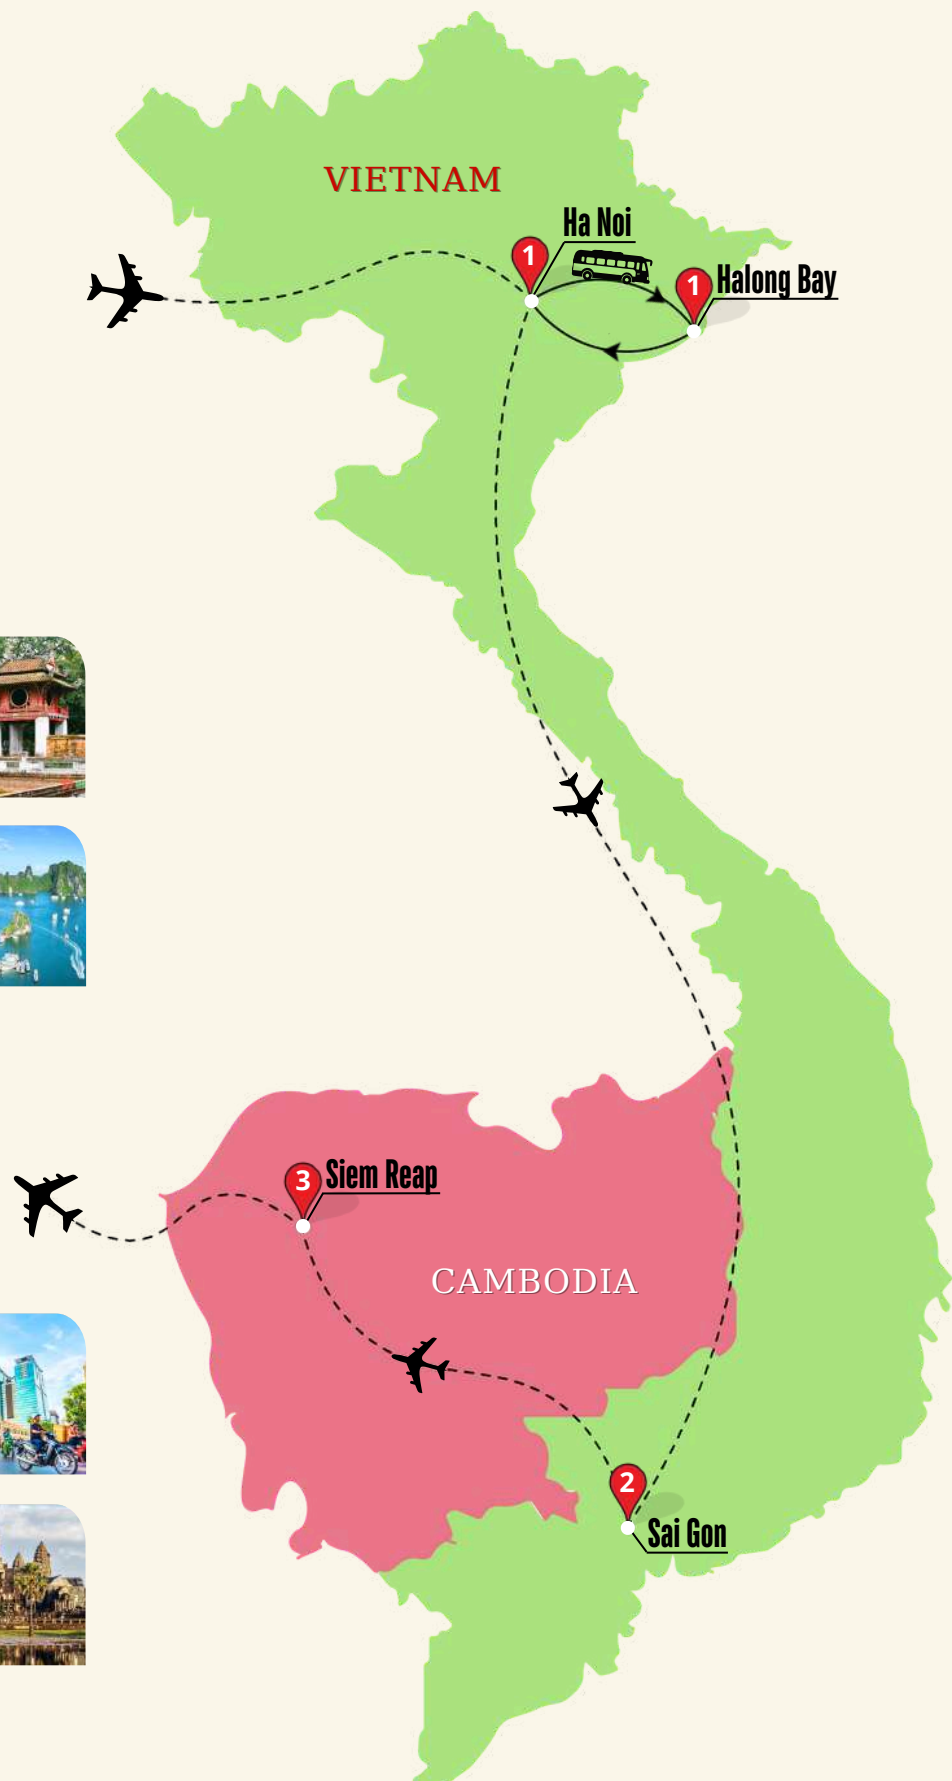 VIETNAM
Ha Noi
1
1
Halong Bay
3
Siem Reap
CAMBODIA
2
Sai Gon